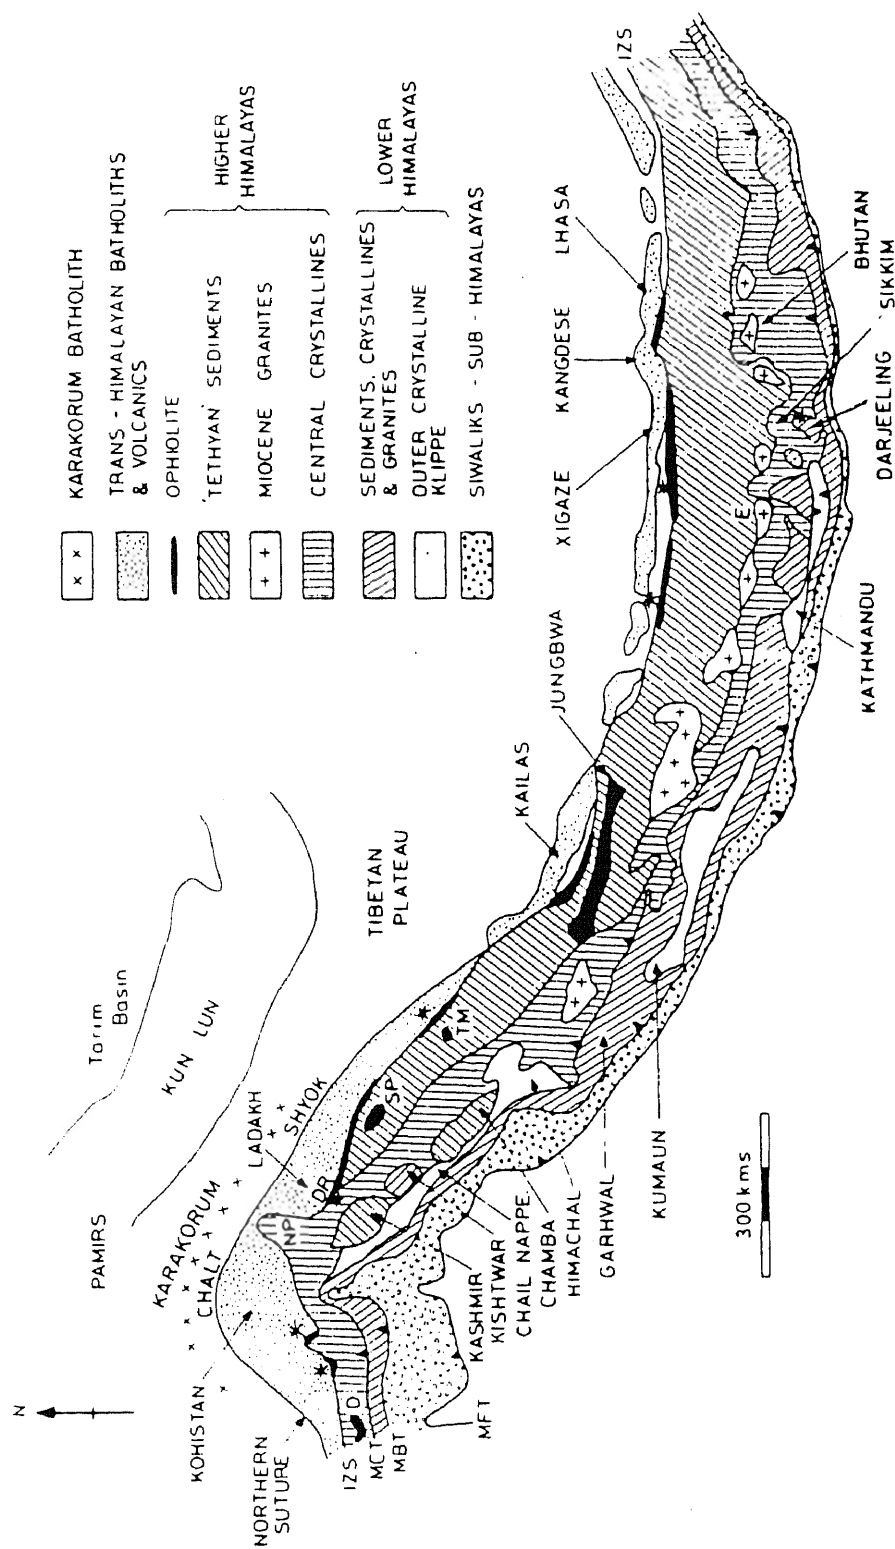 N
PAMIRS
Tarim
Basin
KUN LUN
KARAKORUM
CHALT
LADAKH
SHYOK
KOHISTAN
NORTHERN
SUTURE
TIBETAN
PLATEAU
KARAKORUM BATHOLITH
TRANS - HIMALAYAN BATHOLITHS
& VOLCANICS
OPHIOLITE
'TETHYAN' SEDIMENTS
MIOCENE GRANITES
CENTRAL CRYSTALLINES
HIGHER
HIMALAYAS
SEDIMENTS, CRYSTALLINES
& GRANITES
OUTER CRYSTALLINE
KLIPPE
LOWER
HIMALAYAS
SIWALIKS - SUB - HIMALAYAS
NP
DR
SP
TM
IZS
D
MCT
MBT
MFT
KAILAS
JUNGBWA
XIGAZE
KANGDESE
LHASA
IZS
E
KASHMIR
KISHTWAR
CHAIL NAPPE
CHAMBA
HIMACHAL
GARHWAL
KUMAUN
300 kms
KATHMANDU
DARJEELING
SIKKIM
BHUTAN